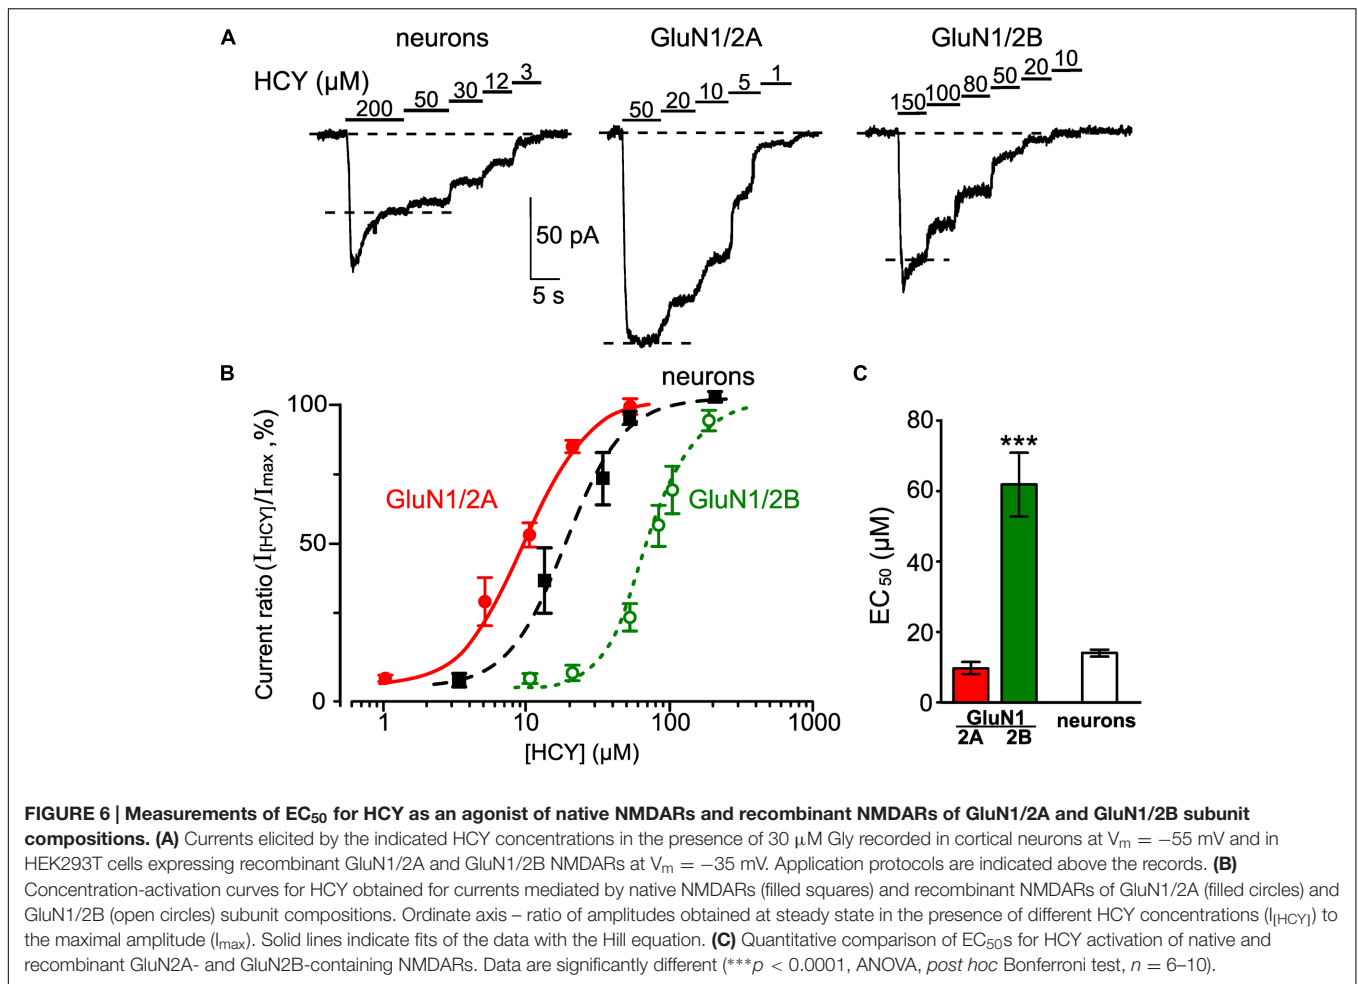 A
neurons
GluN1/2A
GluN1/2B
HCY (µM)
200 50 30 12 3
50 20 10 5 1
150 100 80 50 20 10
50 pA
5 s
B
neurons
GluN1/2A
GluN1/2B
Current ratio (I[HCY]/Imax, %)
100
50
0
1 10 100 1000
[HCY] (µM)
C
***
EC50 (µM)
80
60
40
20
0
GluN1
2A 2B
neurons
FIGURE 6 | Measurements of EC50 for HCY as an agonist of native NMDARs and recombinant NMDARs of GluN1/2A and GluN1/2B subunit
compositions. (A) Currents elicited by the indicated HCY concentrations in the presence of 30 µM Gly recorded in cortical neurons at Vm = −55 mV and in
HEK293T cells expressing recombinant GluN1/2A and GluN1/2B NMDARs at Vm = −35 mV. Application protocols are indicated above the records. (B)
Concentration-activation curves for HCY obtained for currents mediated by native NMDARs (filled squares) and recombinant NMDARs of GluN1/2A (filled circles) and
GluN1/2B (open circles) subunit compositions. Ordinate axis – ratio of amplitudes obtained at steady state in the presence of different HCY concentrations (I[HCY]) to
the maximal amplitude (Imax). Solid lines indicate fits of the data with the Hill equation. (C) Quantitative comparison of EC50s for HCY activation of native and
recombinant GluN2A- and GluN2B-containing NMDARs. Data are significantly different (***p < 0.0001, ANOVA, post hoc Bonferroni test, n = 6–10).